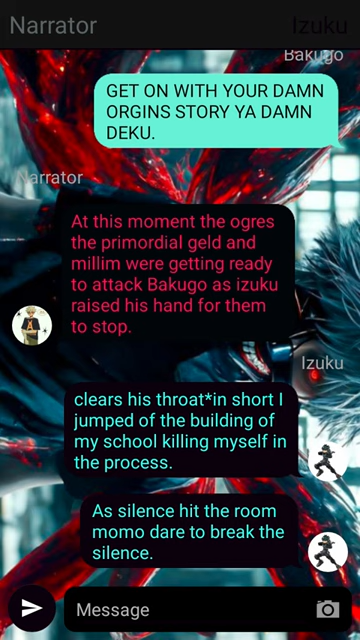 Narrator
Izuku
Bakugo
GET ON WITH YOUR DAMN
ORGINS STORY YA DAMN
DEKU.
Narrator
At this moment the ogres
the primordial geld and
millim were getting ready
to attack Bakugo as izuku
raised his hand for them
to stop.
Izuku
clears his throat*in short I
jumped of the building of
my school killing myself in
the process.
As silence hit the room
momo dare to break the
silence.
Message